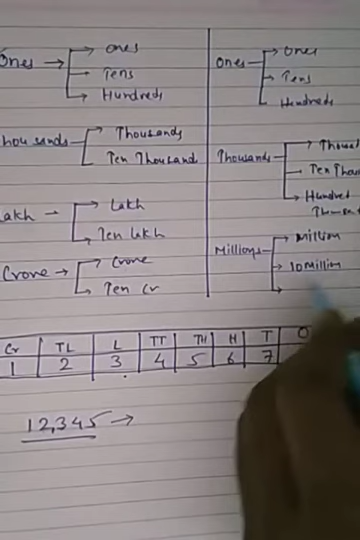 Ones → ones
Tens
Hundreds
Thousands Thousands
Ten Thousand
Lakh Lakh
Ten Lakh
Crore → Crore
Ten Cr
Ones Ones
Tens
Hundreds
Thousands
Ten
Hundred
Millions Million
10 Million
Cr TL L TT TH H T O
1 2 3 4 5 6 7
12,345 →